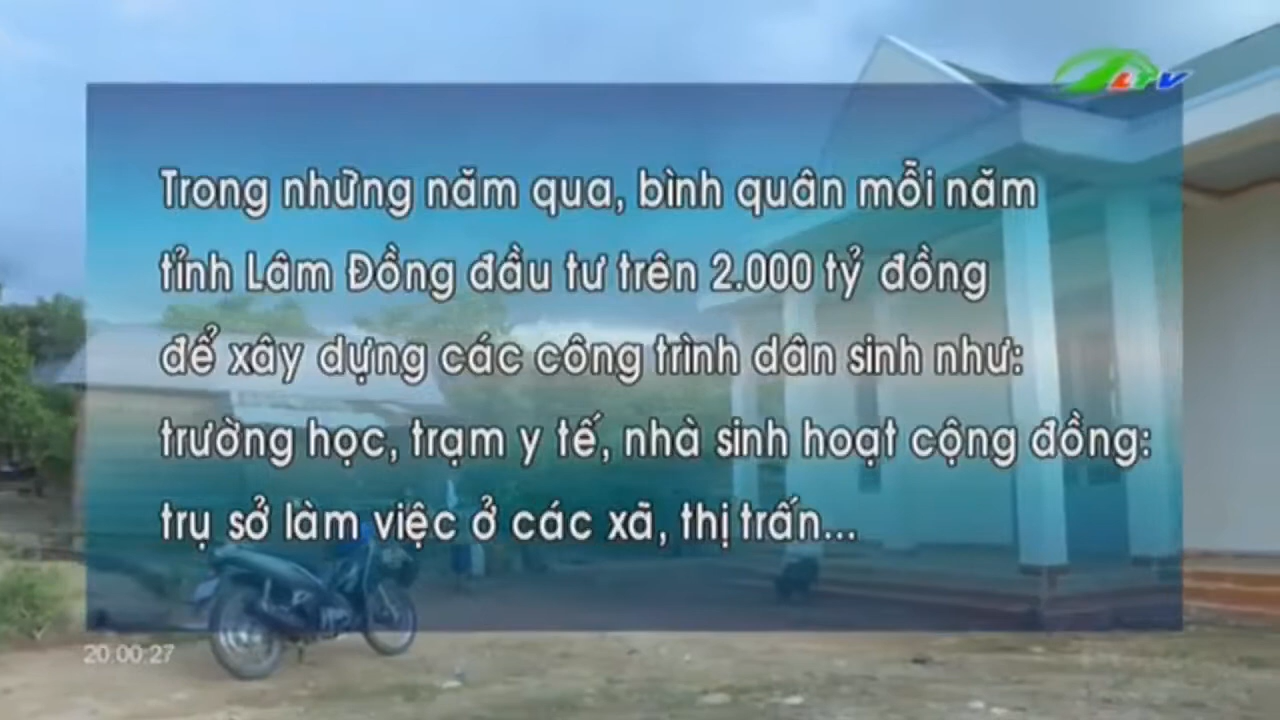 LTV
Trong những năm qua, bình quân mỗi năm
tỉnh Lâm Đồng đầu tư trên 2.000 tỷ đồng
để xây dựng các công trình dân sinh như:
trường học, trạm y tế, nhà sinh hoạt cộng đồng:
trụ sở làm việc ở các xã, thị trấn...
20:00:27